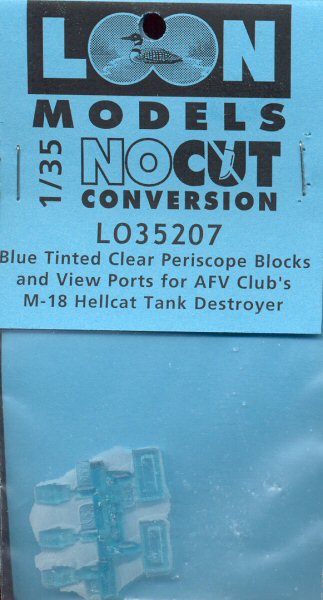 LOON
MODELS
1/35
NOCUT
CONVERSION
LO35207
Blue Tinted Clear Periscope Blocks
and View Ports for AFV Club's
M-18 Hellcat Tank Destroyer